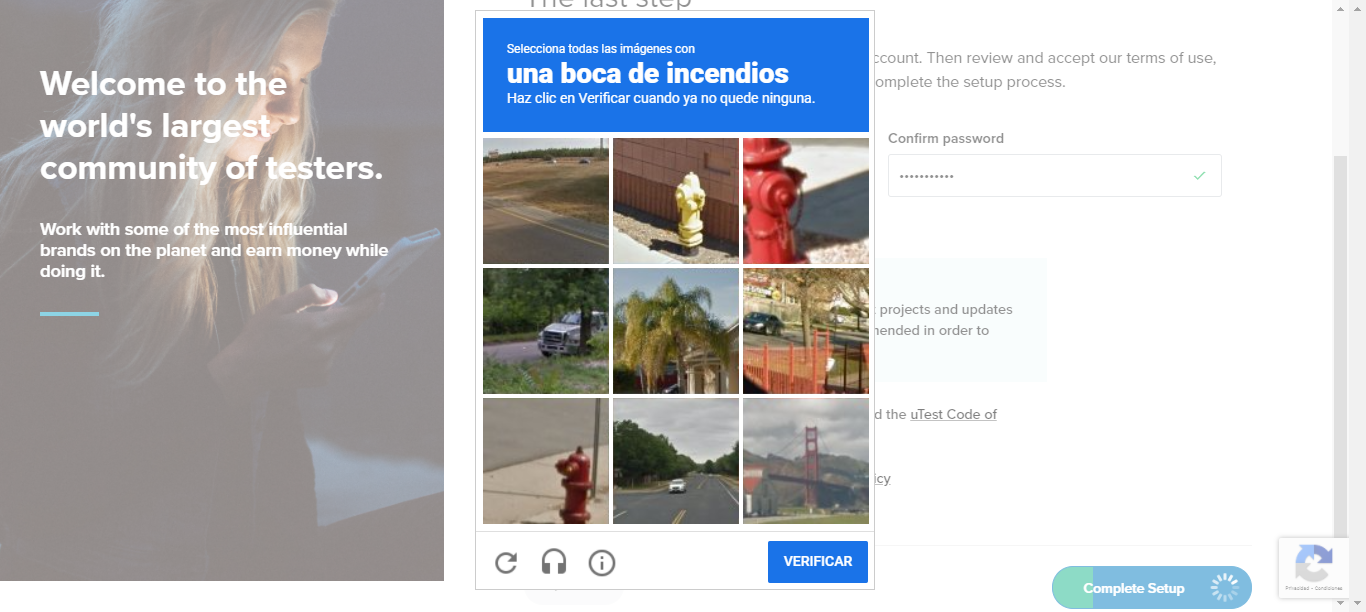 The last step
Welcome to the
world's largest
community of testers.
Work with some of the most influential
brands on the planet and earn money while
doing it.
Selecciona todas las imágenes con
una boca de incendios
Haz clic en Verificar cuando ya no quede ninguna.
VERIFICAR
ccount. Then review and accept our terms of use,
omplete the setup process.
Confirm password
projects and updates
ended in order to
d the uTest Code of
icy
Complete Setup
Privacidad - Condiciones